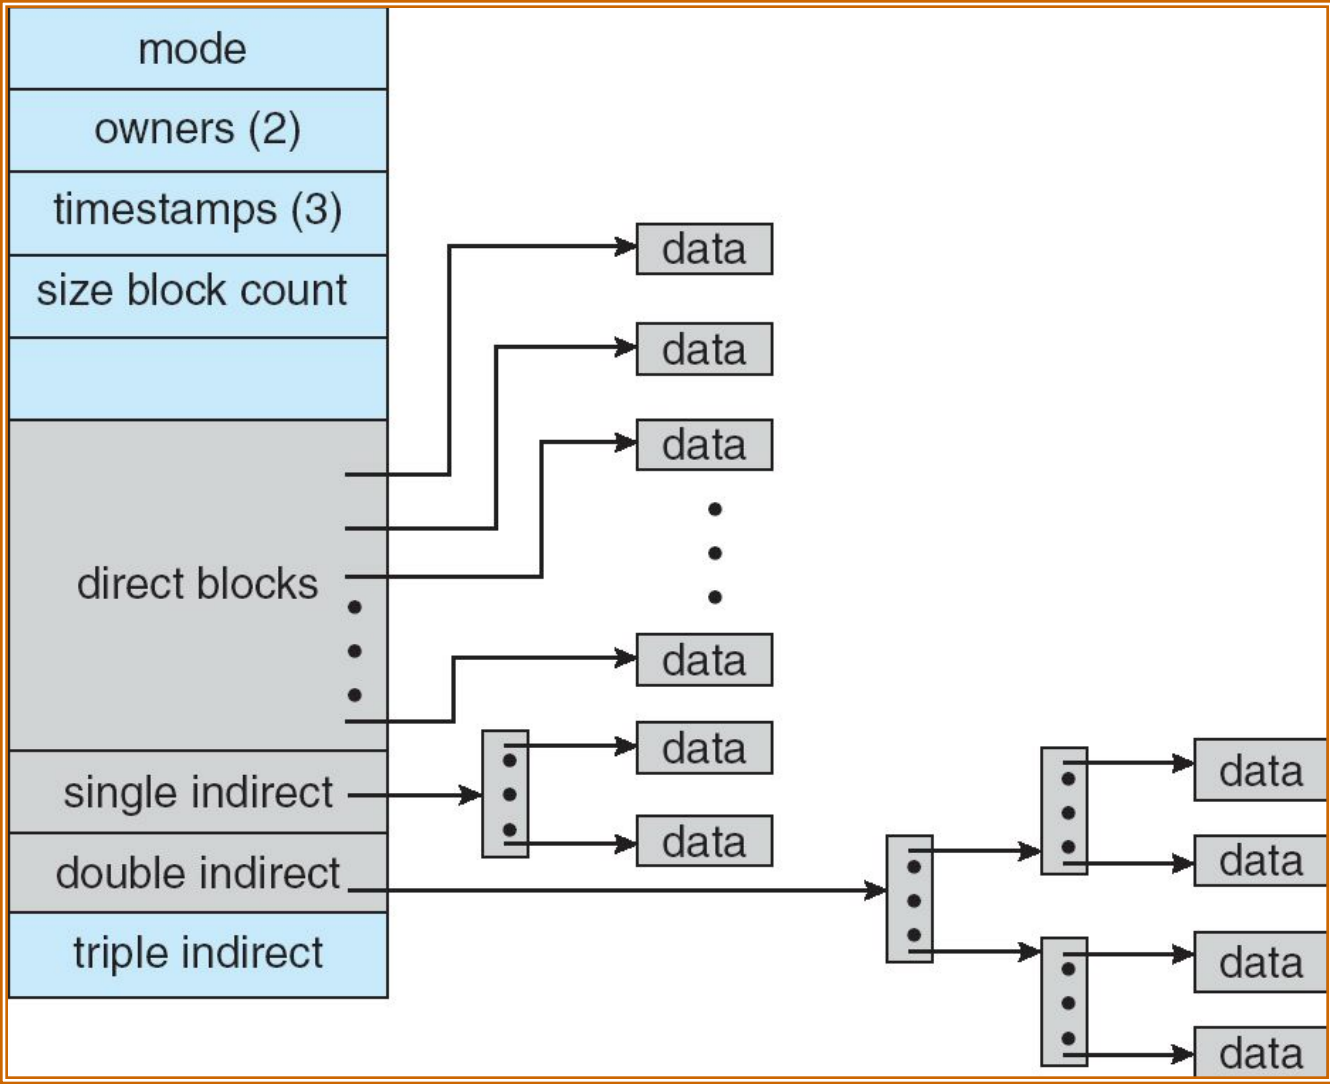 mode
owners (2)
timestamps (3)
size block count
direct blocks
single indirect
double indirect
triple indirect
data
data
data
data
data
data
data
data
data
data